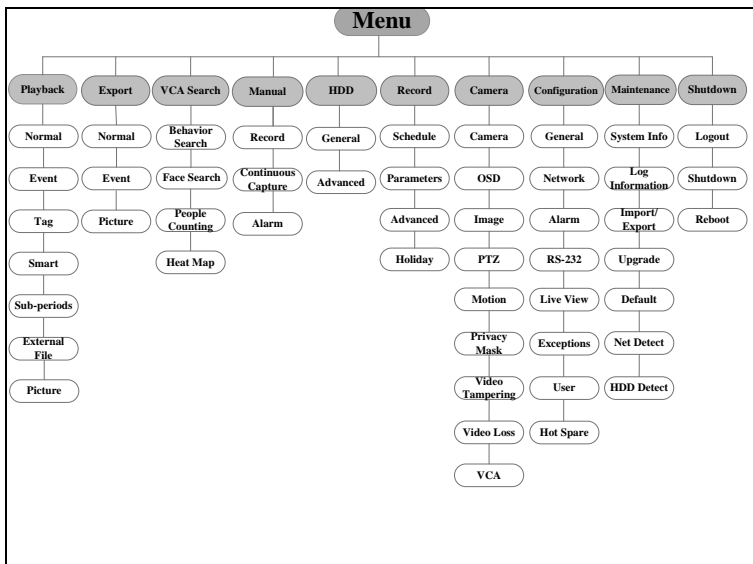 Menu
Playback
Normal
Event
Tag
Smart
Sub-periods
External
File
Picture
Export
Normal
Event
Picture
VCA Search
Behavior
Search
Face Search
People
Counting
Heat Map
Manual
Record
Continuous
Capture
Alarm
HDD
General
Advanced
Record
Schedule
Parameters
Advanced
Holiday
Camera
Camera
OSD
Image
PTZ
Motion
Privacy
Mask
Video
Tampering
Video Loss
VCA
Configuration
General
Network
Alarm
RS-232
Live View
Exceptions
User
Hot Spare
Maintenance
System Info
Log
Information
Import/
Export
Upgrade
Default
Net Detect
HDD Detect
Shutdown
Logout
Shutdown
Reboot